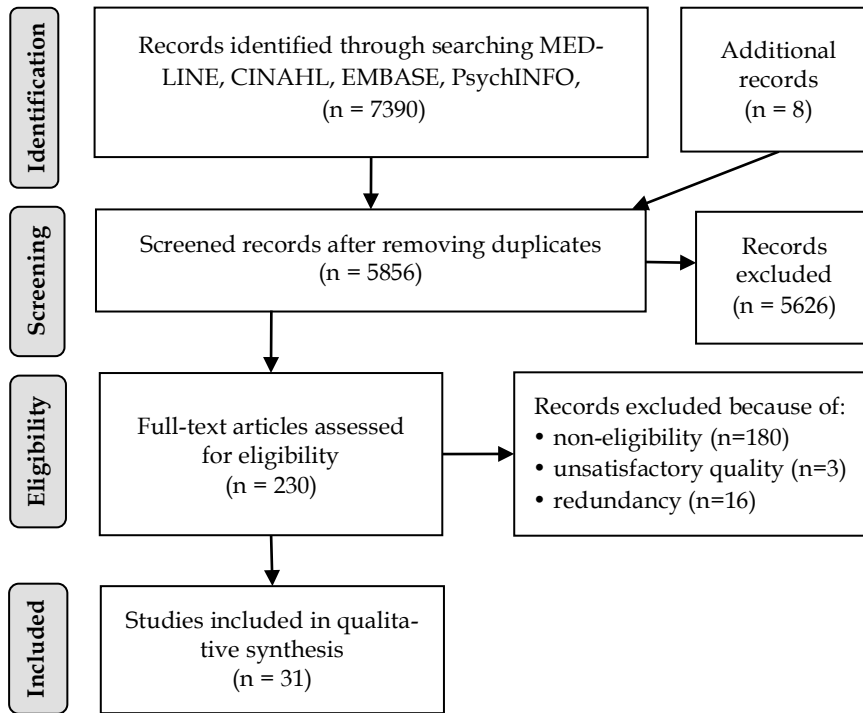 Identification
Records identified through searching MED-
LINE, CINAHL, EMBASE, PsychINFO,
(n = 7390)
Additional
records
(n = 8)
Screening
Screened records after removing duplicates
(n = 5856)
Records
excluded
(n = 5626)
Eligibility
Full-text articles assessed
for eligibility
(n = 230)
Records excluded because of:
• non-eligibility (n=180)
• unsatisfactory quality (n=3)
• redundancy (n=16)
Included
Studies included in qualita-
tive synthesis
(n = 31)